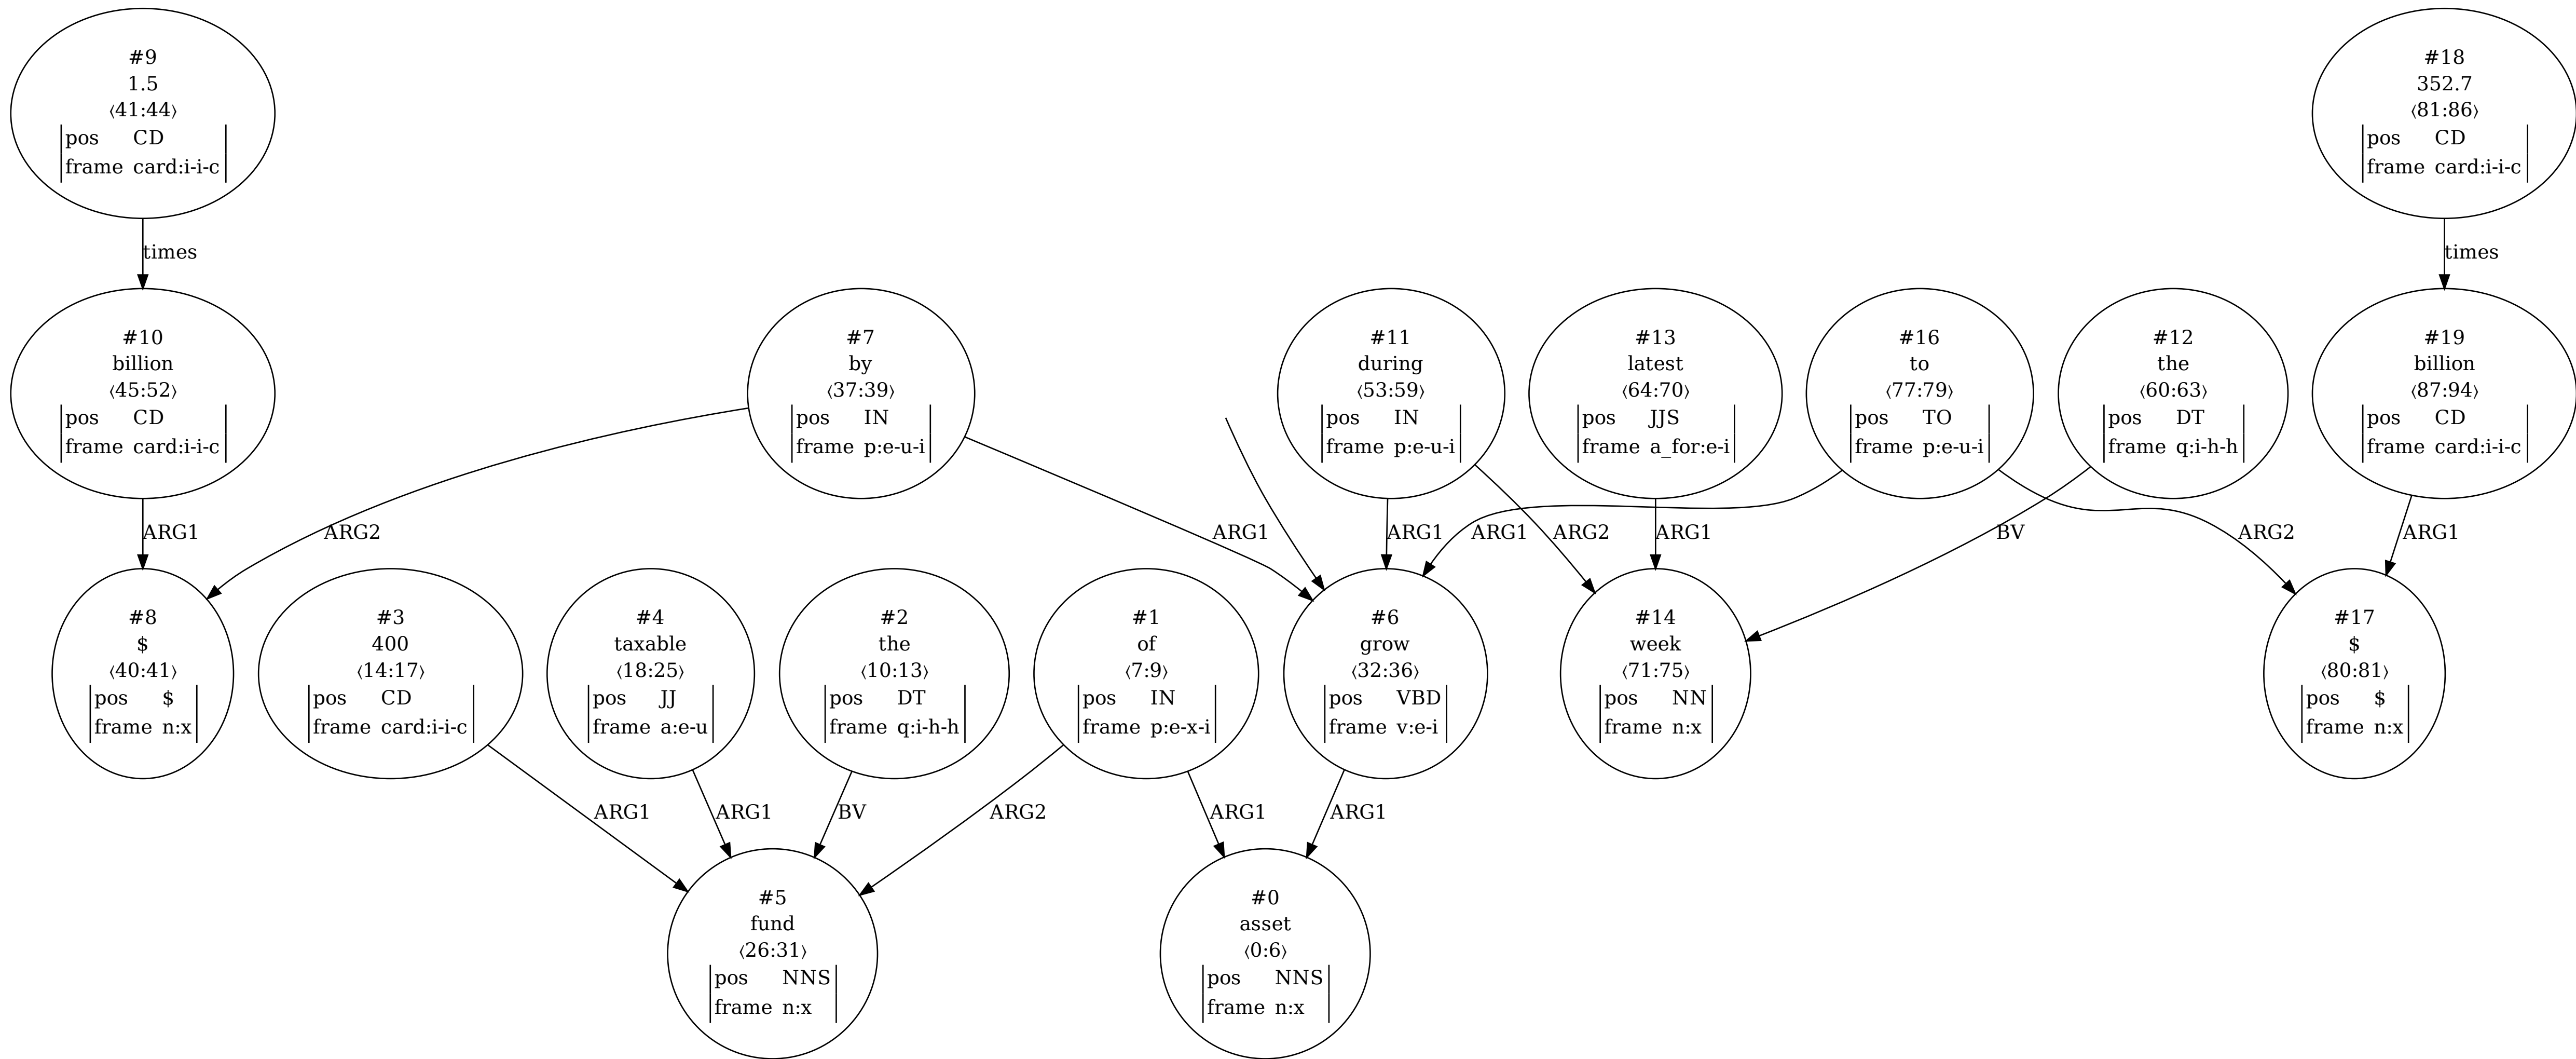 #9
1.5
⟨41:44⟩
pos CD
frame card:i-i-c
#18
352.7
⟨81:86⟩
pos CD
frame card:i-i-c
times
times
#10
billion
⟨45:52⟩
pos CD
frame card:i-i-c
#7
by
⟨37:39⟩
pos IN
frame p:e-u-i
#11
during
⟨53:59⟩
pos IN
frame p:e-u-i
#13
latest
⟨64:70⟩
pos JJS
frame a_for:e-i
#16
to
⟨77:79⟩
pos TO
frame p:e-u-i
#12
the
⟨60:63⟩
pos DT
frame q:i-h-h
#19
billion
⟨87:94⟩
pos CD
frame card:i-i-c
ARG1
ARG2
ARG1
ARG1
ARG1
ARG2
ARG1
BV
ARG2
ARG1
#8
$
⟨40:41⟩
pos $
frame n:x
#3
400
⟨14:17⟩
pos CD
frame card:i-i-c
#4
taxable
⟨18:25⟩
pos JJ
frame a:e-u
#2
the
⟨10:13⟩
pos DT
frame q:i-h-h
#1
of
⟨7:9⟩
pos IN
frame p:e-x-i
#6
grow
⟨32:36⟩
pos VBD
frame v:e-i
#14
week
⟨71:75⟩
pos NN
frame n:x
#17
$
⟨80:81⟩
pos $
frame n:x
ARG1
ARG1
BV
ARG2
ARG1
ARG1
#5
fund
⟨26:31⟩
pos NNS
frame n:x
#0
asset
⟨0:6⟩
pos NNS
frame n:x